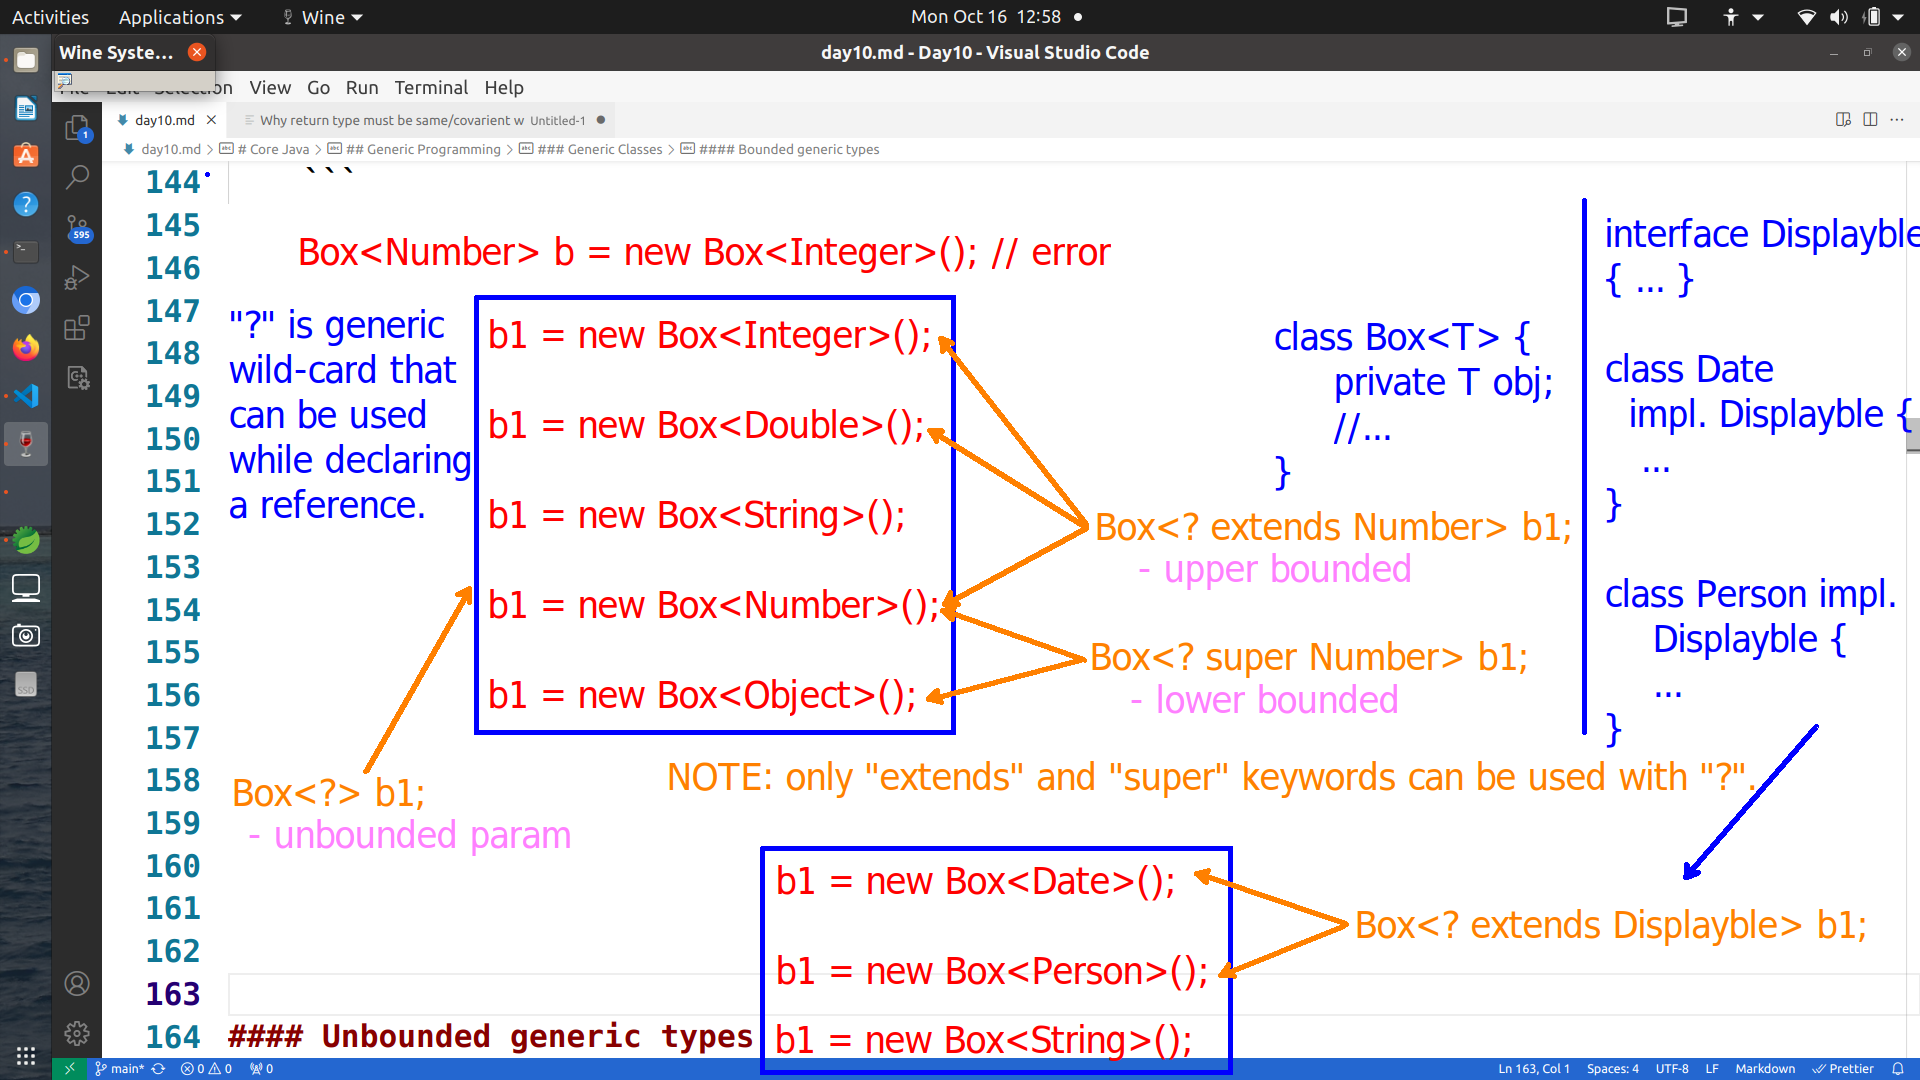 Activities Applications Wine Mon Oct 16 12:58
Wine Syste... day10.md - Day10 - Visual Studio Code
Selection View Go Run Terminal Help
day10.md Why return type must be same/covarient w Untitled-1
day10.md > # Core Java > ## Generic Programming > ### Generic Classes > #### Bounded generic types
144 ```
145
146
147
148
149
150
151
152
153
154
155
156
157
158
159
160
161
162
163
164 #### Unbounded generic types
Box<Number> b = new Box<Integer>(); // error
"?" is generic
wild-card that
can be used
while declaring
a reference.
b1 = new Box<Integer>();
b1 = new Box<Double>();
b1 = new Box<String>();
b1 = new Box<Number>();
b1 = new Box<Object>();
class Box<T> {
private T obj;
//...
}
Box<? extends Number> b1;
- upper bounded
Box<? super Number> b1;
- lower bounded
interface Displayble
{ ... }
class Date
impl. Displayble {
...
}
class Person impl.
Displayble {
...
}
Box<?> b1;
- unbounded param
NOTE: only "extends" and "super" keywords can be used with "?".
b1 = new Box<Date>();
b1 = new Box<Person>();
b1 = new Box<String>();
Box<? extends Displayble> b1;
1
595
SSD
main* 0 0 0 Ln 163, Col 1 Spaces: 4 UTF-8 LF Markdown Prettier